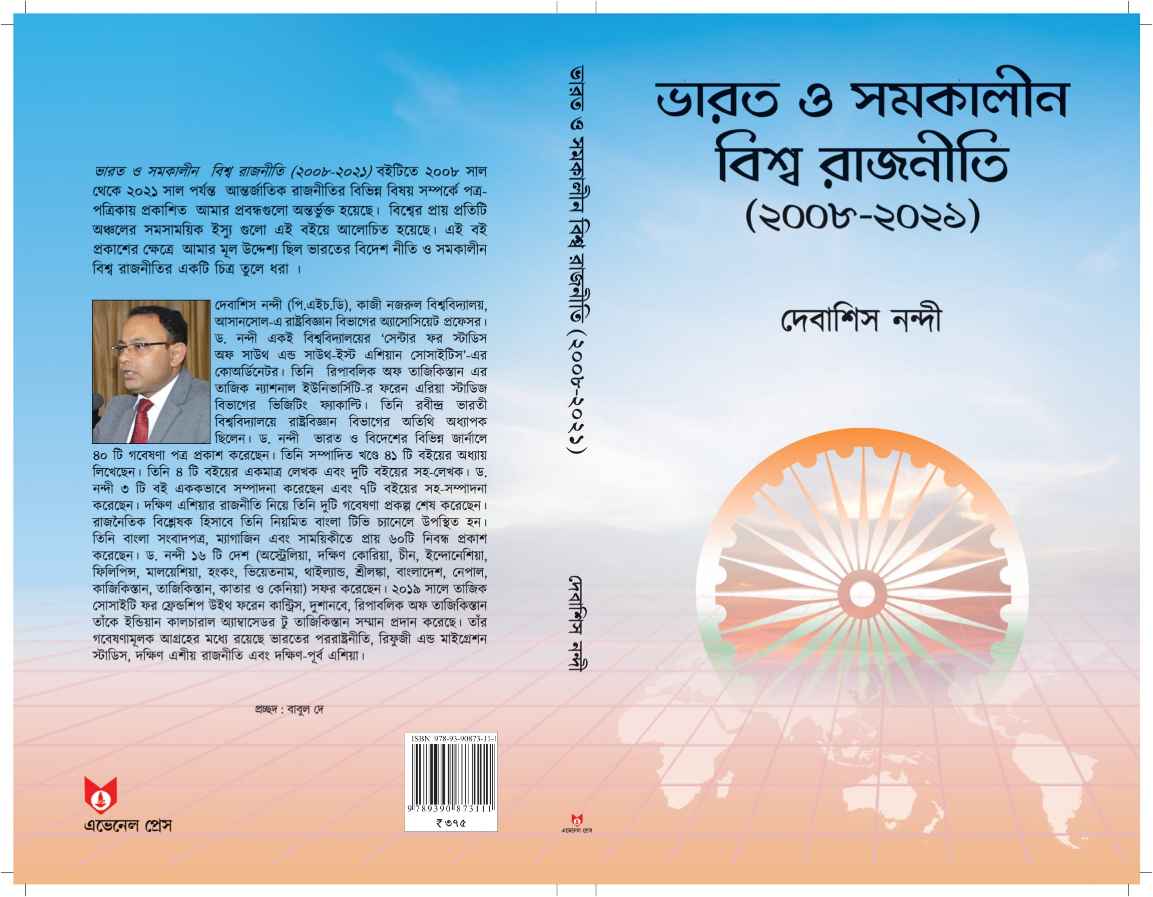 ভারত ও সমকালীন  বিশ্ব রাজনীতি (২০০৮-২০২১) বইটিতে ২০০৮ সাল
থেকে ২০২১ সাল পর্যন্ত  আন্তর্জাতিক রাজনীতির বিভিন্ন বিষয় সম্পর্কে পত্র-
পত্রিকায় প্রকাশিত  আমার প্রবন্ধগুলো অন্তর্ভুক্ত হয়েছে।  বিশ্বের প্রায় প্রতিটি
অঞ্চলের সমসাময়িক ইস্যু গুলো এই বইয়ে আলোচিত হয়েছে। এই বই
প্রকাশের ক্ষেত্রে  আমার মূল উদ্দেশ্য ছিল ভারতের বিদেশ নীতি ও সমকালীন
বিশ্ব রাজনীতির একটি চিত্র তুলে ধরা ।
দেবাশিস নন্দী (পি.এইচ.ডি), কাজী নজরুল বিশ্ববিদ্যালয়,
আসানসোল-এ রাষ্ট্রবিজ্ঞান বিভাগের অ্যাসোসিয়েট প্রফেসর।
ড. নন্দী একই বিশ্ববিদ্যালয়ের ‘সেন্টার ফর স্টাডিস
অফ সাউথ এন্ড সাউথ-ইস্ট এশিয়ান সোসাইটিস’-এর
কোঅর্ডিনেটর। তিনি  রিপাবলিক অফ তাজিকিস্তান এর
তাজিক ন্যাশনাল ইউনিভার্সিটি-র ফরেন এরিয়া স্টাডিজ
বিভাগের ভিজিটিং ফ্যাকাল্টি। তিনি রবীন্দ্র ভারতী
বিশ্ববিদ্যালয়ে রাষ্ট্রবিজ্ঞান বিভাগের অতিথি অধ্যাপক
ছিলেন। ড. নন্দী  ভারত ও বিদেশের বিভিন্ন জার্নালে
৪০ টি গবেষণা পত্র প্রকাশ করেছেন। তিনি সম্পাদিত খণ্ডে ৪১ টি বইয়ের অধ্যায়
লিখেছেন। তিনি ৪ টি বইয়ের একমাত্র লেখক এবং দুটি বইয়ের সহ-লেখক। ড.
নন্দী ৩ টি বই এককভাবে সম্পাদনা করেছেন এবং ৭টি বইয়ের সহ-সম্পাদনা
করেছেন। দক্ষিণ এশিয়ার রাজনীতি নিয়ে তিনি দুটি গবেষণা প্রকল্প শেষ করেছেন।
রাজনৈতিক বিশ্লেষক হিসাবে তিনি নিয়মিত বাংলা টিভি চ্যানেলে উপস্থিত হন।
তিনি বাংলা সংবাদপত্র, ম্যাগাজিন এবং সাময়িকীতে প্রায় ৬০টি নিবন্ধ প্রকাশ
করেছেন। ড. নন্দী ১৬ টি দেশ (অস্ট্রেলিয়া, দক্ষিণ কোরিয়া, চীন, ইন্দোনেশিয়া,
ফিলিপিন্স, মালয়েশিয়া, হংকং, ভিয়েতনাম, থাইল্যান্ড, শ্রীলঙ্কা, বাংলাদেশ, নেপাল,
কাজিকিস্তান, তাজিকিস্তান, কাতার ও কেনিয়া) সফর করেছেন। ২০১৯ সালে তাজিক
সোসাইটি ফর ফ্রেন্ডশিপ উইথ ফরেন কান্ট্রিস, দুশানবে, রিপাবলিক অফ তাজিকিস্তান
তাঁকে ইন্ডিয়ান কালচারাল অ্যাম্বাসেডর টু তাজিকিস্তান সম্মান প্রদান করেছে। তাঁর
গবেষণামূলক আগ্রহের মধ্যে রয়েছে ভারতের পররাষ্ট্রনীতি, রিফুজী এন্ড মাইগ্রেশন
স্টাডিস, দক্ষিণ এশীয় রাজনীতি এবং দক্ষিণ-পূর্ব এশিয়া।
প্রচ্ছদ : বাবুল দে
এভেনেল প্রেস
ISBN 978-93-90873-11-1
9 789390 873111
₹ ৩৭৫
ভারত ও সমকালীন বিশ্ব রাজনীতি (২০০৮-২০২১)
দেবাশিস নন্দী
এভেনেল প্রেস
ভারত ও সমকালীন
বিশ্ব রাজনীতি
(২০০৮-২০২১)
দেবাশিস নন্দী